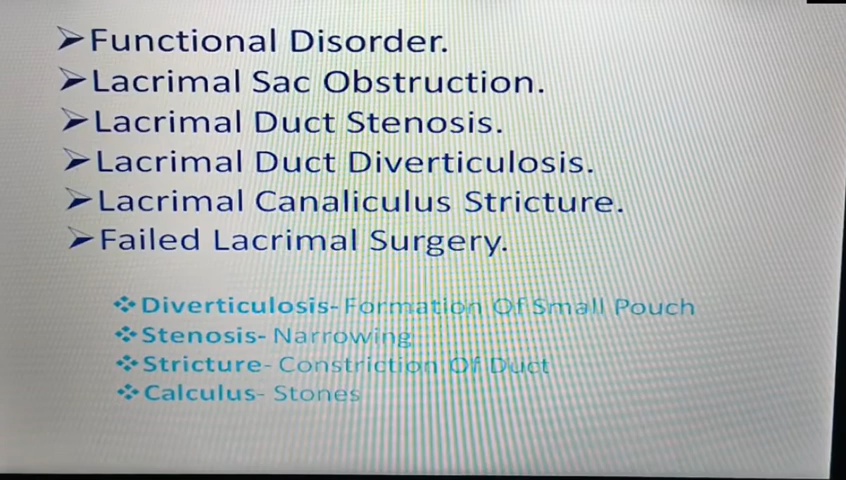 ➢Functional Disorder.
➢Lacrimal Sac Obstruction.
➢Lacrimal Duct Stenosis.
➢Lacrimal Duct Diverticulosis.
➢Lacrimal Canaliculus Stricture.
➢Failed Lacrimal Surgery.
❖Diverticulosis- Formation Of Small Pouch
❖Stenosis- Narrowing
❖Stricture- Constriction Of Duct
❖Calculus- Stones